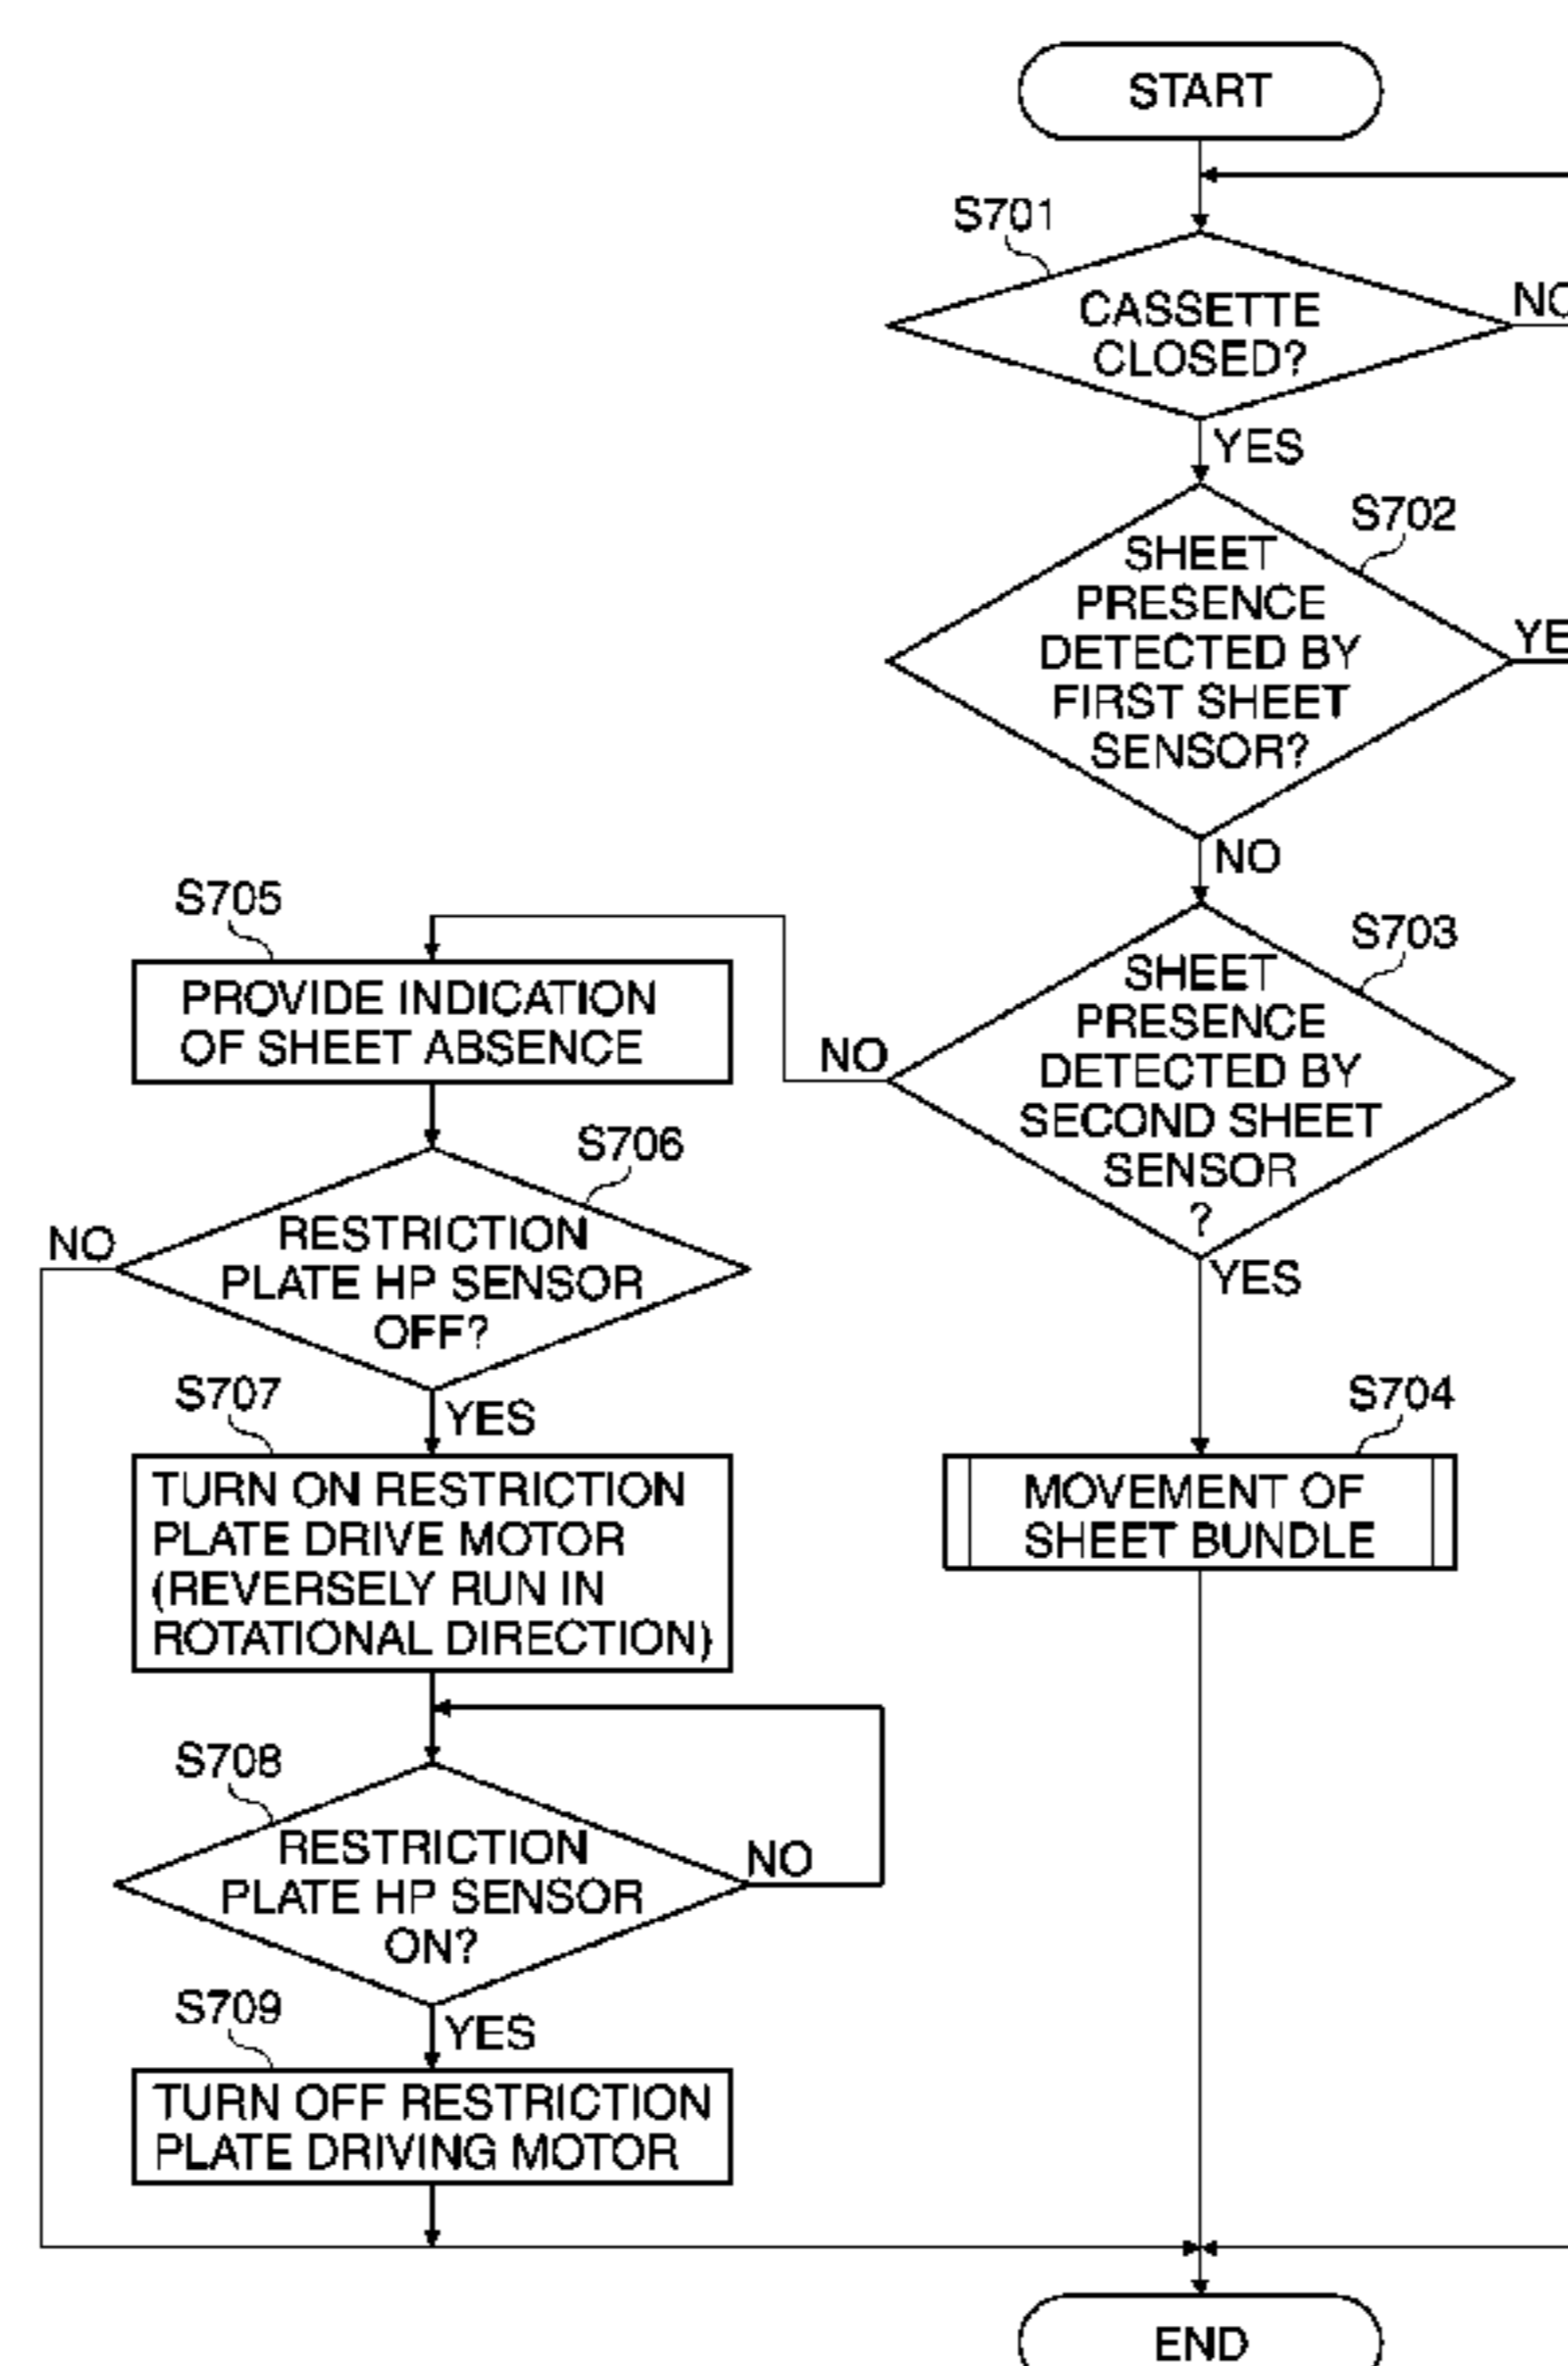 START
S701
CASSETTE
CLOSED?
NO
YES
S702
SHEET
PRESENCE
DETECTED BY
FIRST SHEET
SENSOR?
NO
S703
SHEET
PRESENCE
DETECTED BY
SECOND SHEET
SENSOR
?
NO
YES
S704
MOVEMENT OF
SHEET BUNDLE
S705
PROVIDE INDICATION
OF SHEET ABSENCE
S706
RESTRICTION
PLATE HP SENSOR
OFF?
NO
YES
S707
TURN ON RESTRICTION
PLATE DRIVE MOTOR
(REVERSELY RUN IN
ROTATIONAL DIRECTION)
S708
RESTRICTION
PLATE HP SENSOR
ON?
NO
YES
S709
TURN OFF RESTRICTION
PLATE DRIVING MOTOR
END